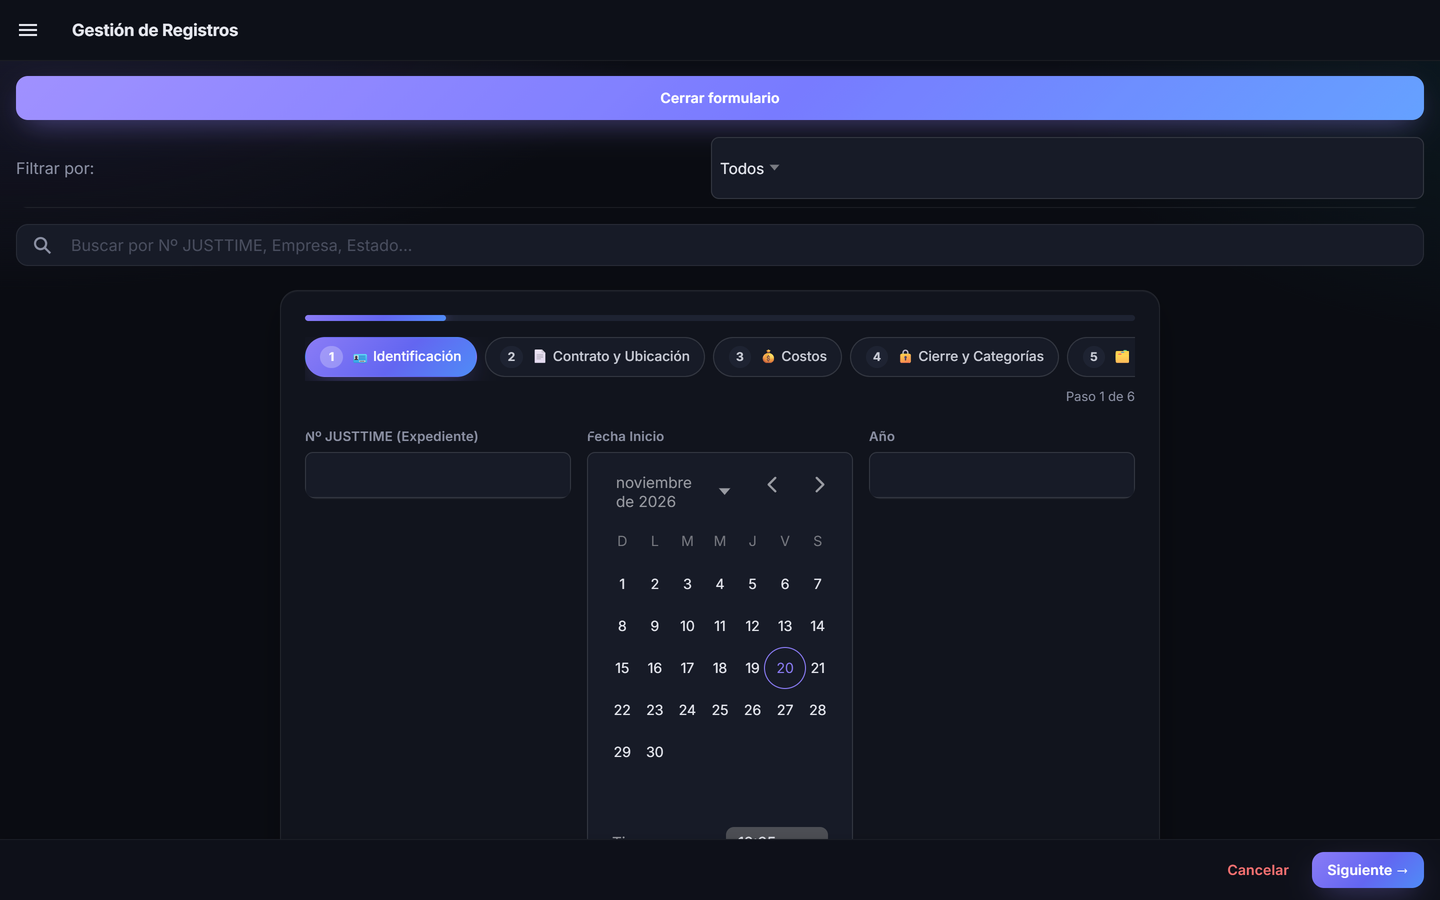 Gestión de Registros
Cerrar formulario
Filtrar por:
Todos
Buscar por Nº JUSTTIME, Empresa, Estado...
1 Identificación
2 Contrato y Ubicación
3 Costos
4 Cierre y Categorías
5
Paso 1 de 6
Nº JUSTTIME (Expediente)
Fecha Inicio
Año
noviembre
de 2026
D L M M J V S
1 2 3 4 5 6 7
8 9 10 11 12 13 14
15 16 17 18 19 20 21
22 23 24 25 26 27 28
29 30
Cancelar
Siguiente →